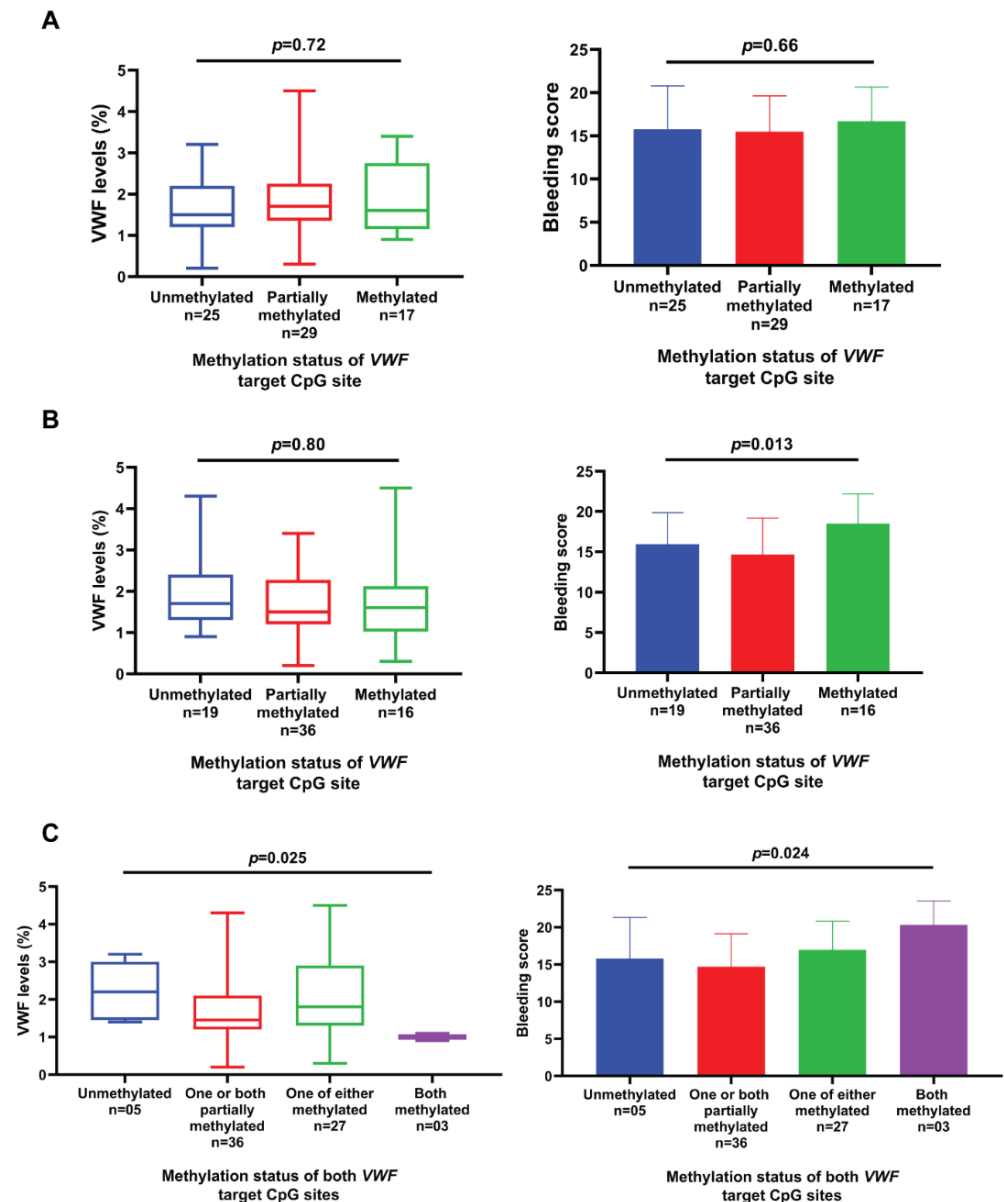 A
p=0.72
VWF levels (%)
5
4
3
2
1
0
Unmethylated
n=25
Partially
methylated
n=29
Methylated
n=17
Methylation status of VWF
target CpG site
p=0.66
Bleeding score
25
20
15
10
5
0
Unmethylated
n=25
Partially
methylated
n=29
Methylated
n=17
Methylation status of VWF
target CpG site
B
p=0.80
VWF levels (%)
5
4
3
2
1
0
Unmethylated
n=19
Partially
methylated
n=36
Methylated
n=16
Methylation status of VWF
target CpG site
p=0.013
Bleeding score
25
20
15
10
5
0
Unmethylated
n=19
Partially
methylated
n=36
Methylated
n=16
Methylation status of VWF
target CpG site
C
p=0.025
VWF levels (%)
5
4
3
2
1
0
Unmethylated
n=05
One or both
partially
methylated
n=36
One of either
methylated
n=27
Both
methylated
n=03
Methylation status of both VWF
target CpG sites
p=0.024
Bleeding score
25
20
15
10
5
0
Unmethylated
n=05
One or both
partially
methylated
n=36
One of either
methylated
n=27
Both
methylated
n=03
Methylation status of both VWF
target CpG sites